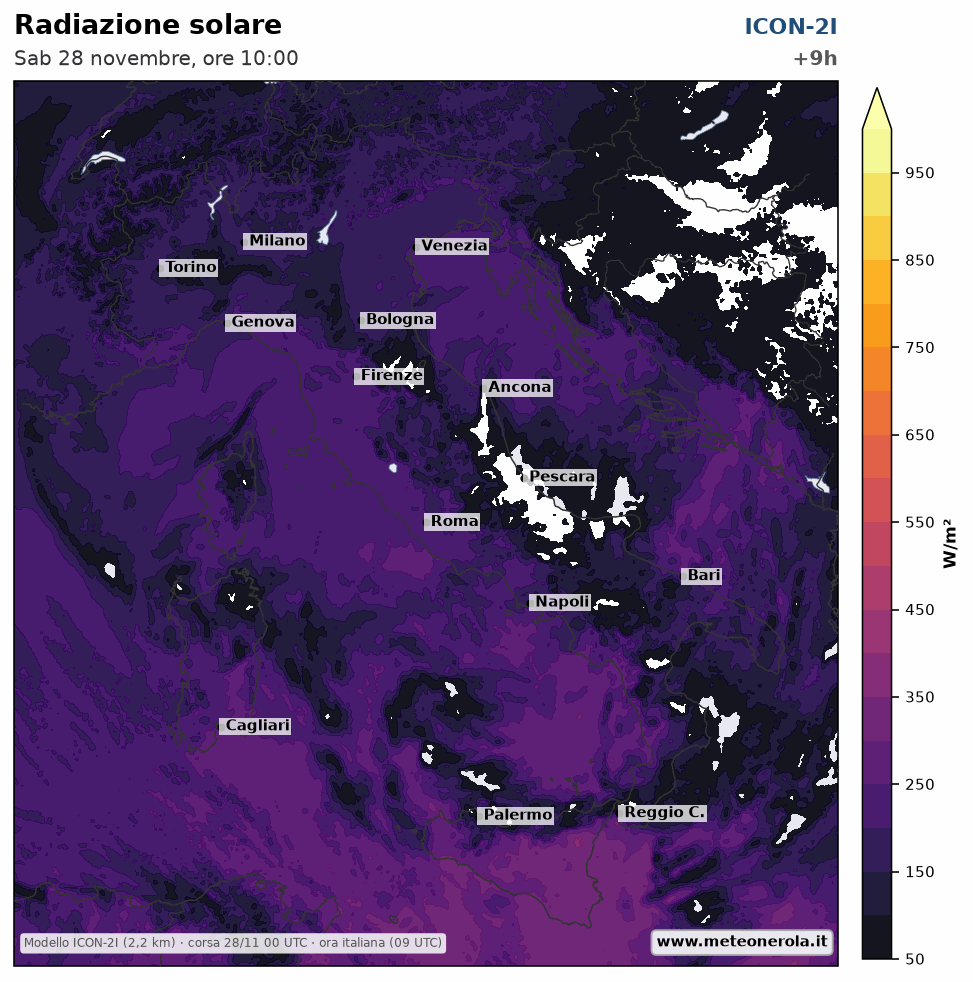 Radiazione solare
ICON-2I
Sab 28 novembre, ore 10:00
+9h
Milano
Venezia
Torino
Genova
Bologna
Firenze
Ancona
Pescara
Roma
Bari
Napoli
Cagliari
Palermo
Reggio C.
950
850
750
650
550
450
350
250
150
50
W/m²
Modello ICON-2I (2,2 km) · corsa 28/11 00 UTC · ora italiana (09 UTC)
www.meteonerola.it